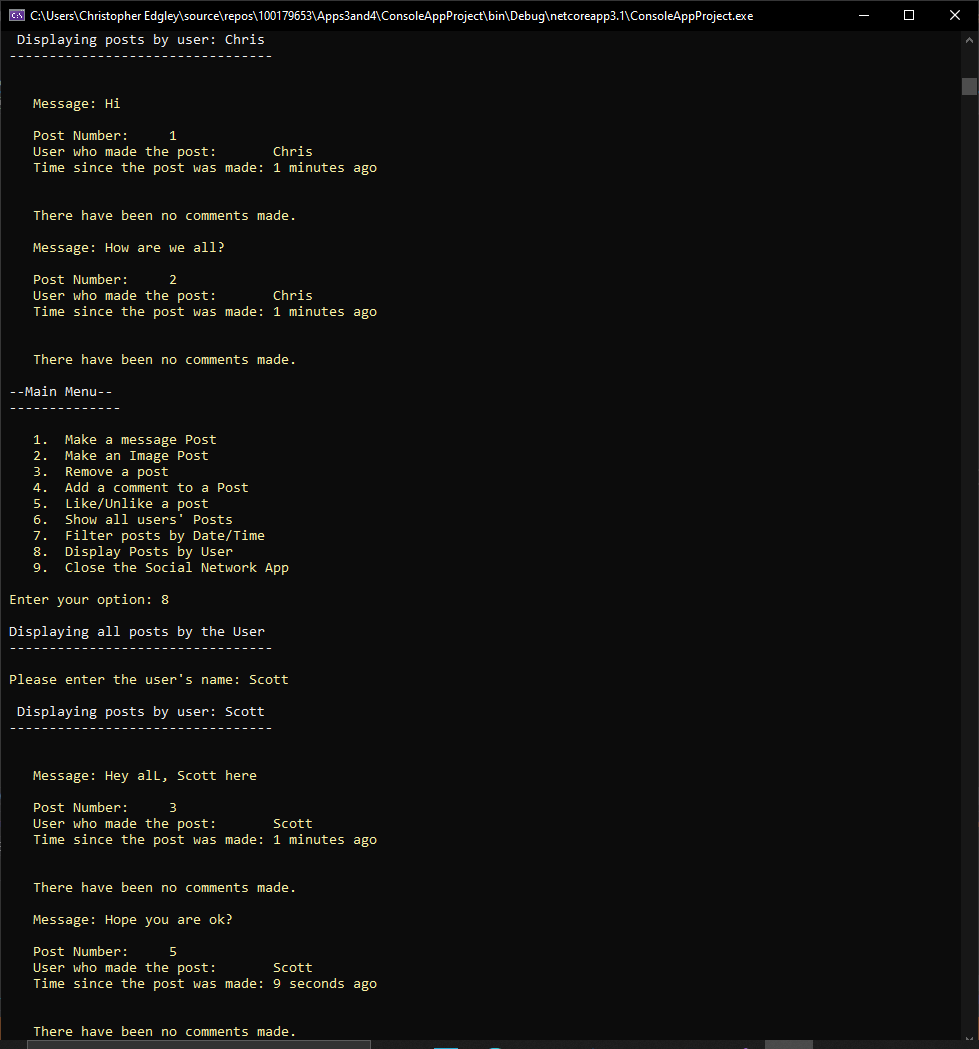 C:\Users\Christopher Edgley\source\repos\100179653\Apps3and4\ConsoleAppProject\bin\Debug\netcoreapp3.1\ConsoleAppProject.exe
Displaying posts by user: Chris
---------------------------------
Message: Hi
Post Number: 1
User who made the post: Chris
Time since the post was made: 1 minutes ago
There have been no comments made.
Message: How are we all?
Post Number: 2
User who made the post: Chris
Time since the post was made: 1 minutes ago
There have been no comments made.
--Main Menu--
--------------
1. Make a message Post
2. Make an Image Post
3. Remove a post
4. Add a comment to a Post
5. Like/Unlike a post
6. Show all users' Posts
7. Filter posts by Date/Time
8. Display Posts by User
9. Close the Social Network App
Enter your option: 8
Displaying all posts by the User
---------------------------------
Please enter the user's name: Scott
Displaying posts by user: Scott
---------------------------------
Message: Hey alL, Scott here
Post Number: 3
User who made the post: Scott
Time since the post was made: 1 minutes ago
There have been no comments made.
Message: Hope you are ok?
Post Number: 5
User who made the post: Scott
Time since the post was made: 9 seconds ago
There have been no comments made.